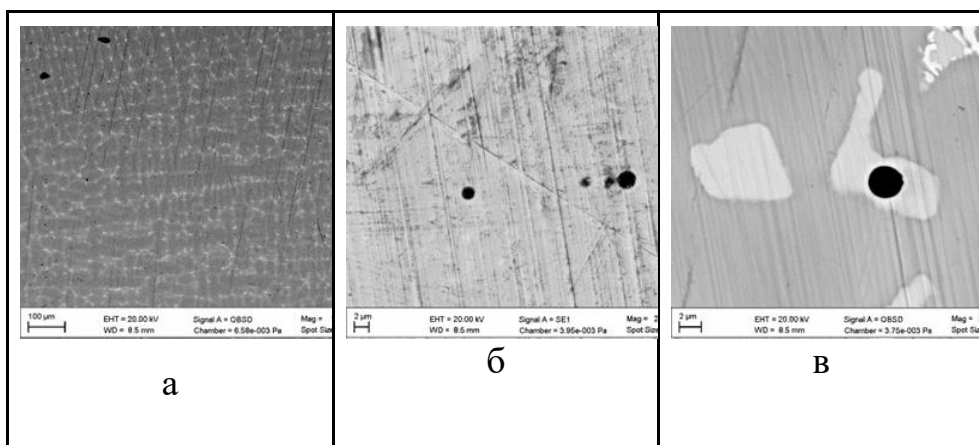 100 µm
EHT = 20.00 kV
WD = 8.5 mm
Signal A = QBSD
Chamber = 6.58e-003 Pa
Mag =
Spot Size
а
2 µm
EHT = 20.00 kV
WD = 8.5 mm
Signal A = SE1
Chamber = 3.95e-003 Pa
Mag = 2
Spot Size
б
2 µm
EHT = 20.00 kV
WD = 8.5 mm
Signal A = QBSD
Chamber = 3.75e-003 Pa
Mag =
Spot Siz
в